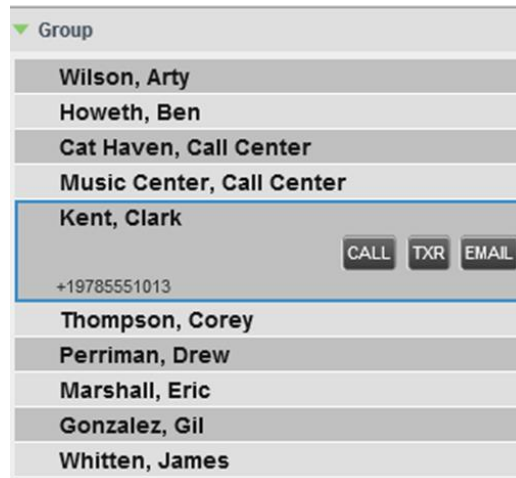 Group
Wilson, Arty
Howeth, Ben
Cat Haven, Call Center
Music Center, Call Center
Kent, Clark
CALL TXR EMAIL
+19785551013
Thompson, Corey
Perriman, Drew
Marshall, Eric
Gonzalez, Gil
Whitten, James